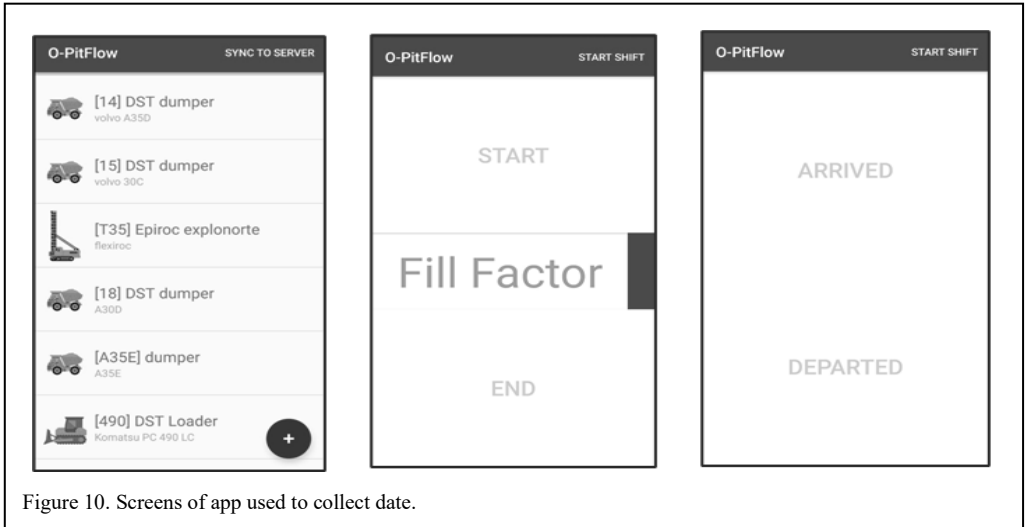 O-PitFlow SYNC TO SERVER
[14] DST dumper
volvo A35D
[15] DST dumper
volvo 30C
[T35] Epiroc explonorte
flexiroc
[18] DST dumper
A30D
[A35E] dumper
A35E
[490] DST Loader
Komatsu PC 490 LC
+
O-PitFlow START SHIFT
START
Fill Factor
END
O-PitFlow START SHIFT
ARRIVED
DEPARTED
Figure 10. Screens of app used to collect date.